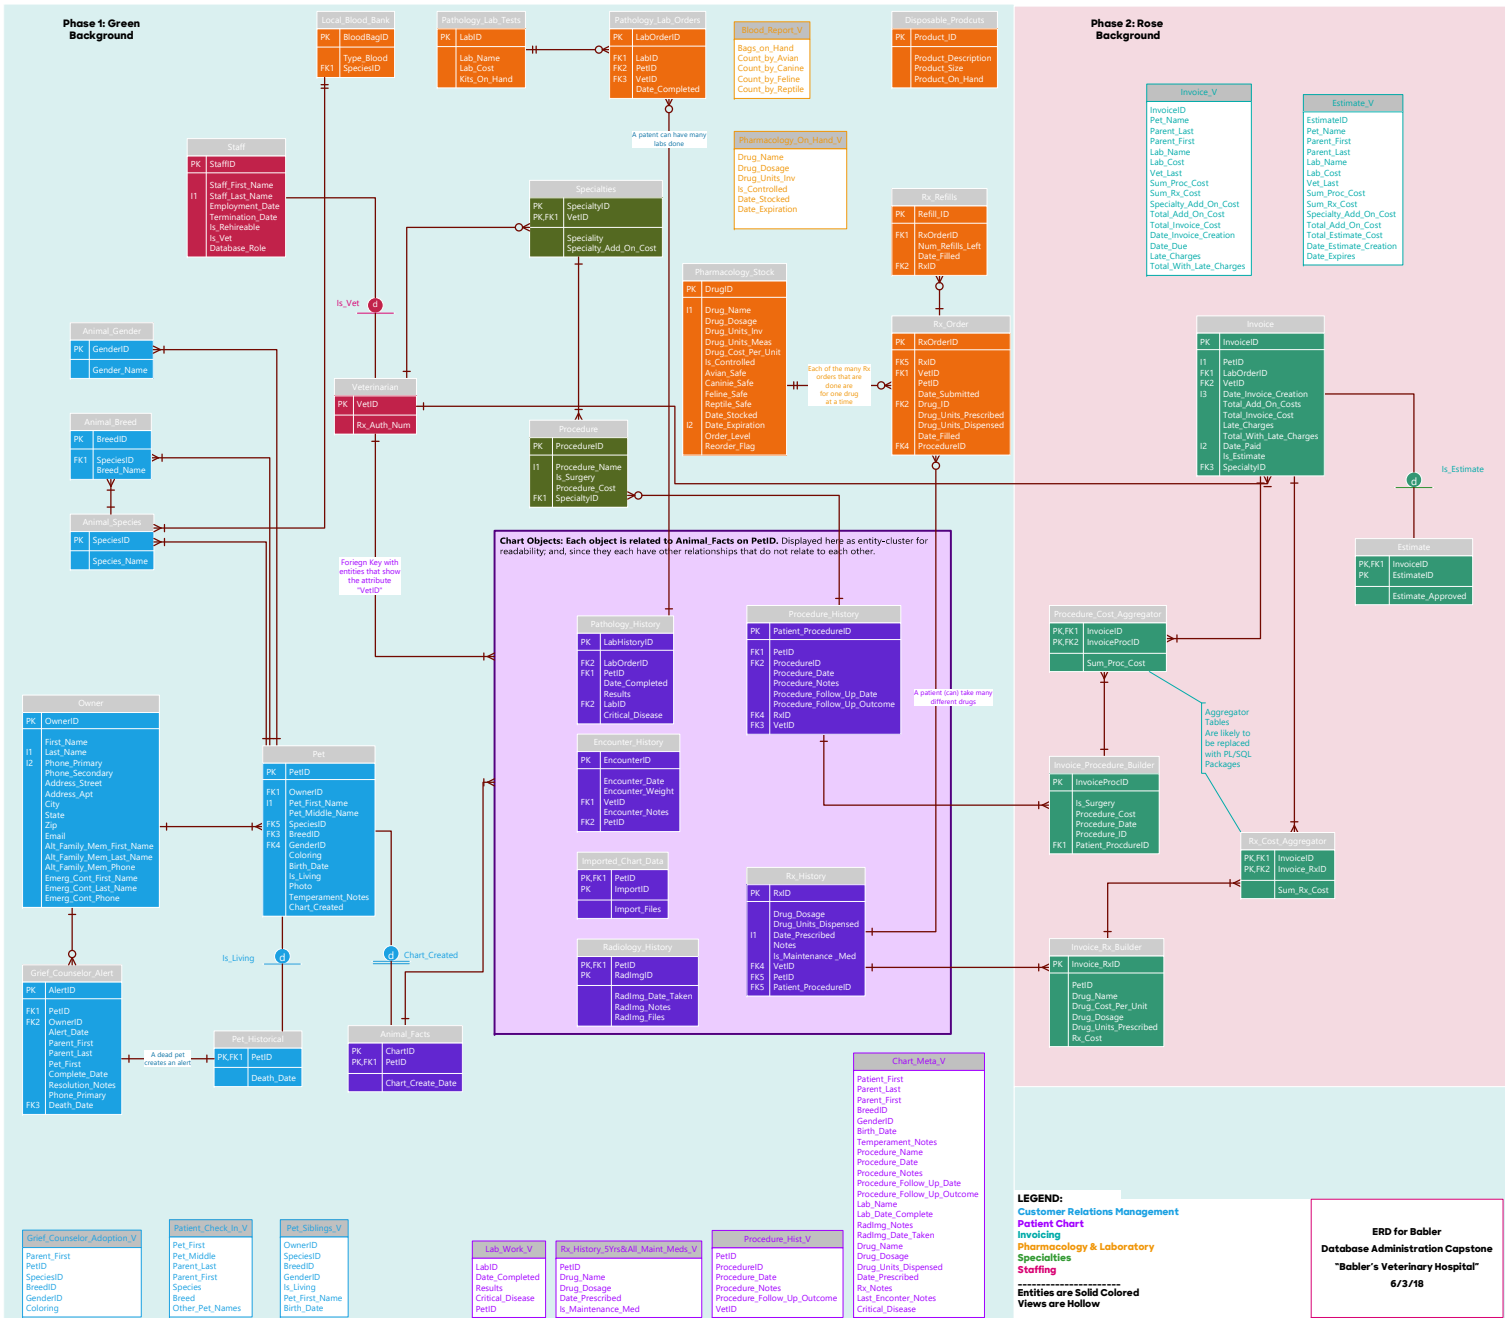 Phase 1: Green
Background
Phase 2: Rose
Background
Local_Blood_Bank
PK BloodBagID
Type_Blood
FK1 SpeciesID
Pathology_Lab_Tests
PK LabID
Lab_Name
Lab_Cost
Kits_On_Hand
Pathology_Lab_Orders
PK LabOrderID
FK1 LabID
FK2 PetID
FK3 VetID
Date_Completed
Blood_Report_V
Bags_on_Hand
Count_by_Avian
Count_by_Canine
Count_by_Feline
Count_by_Reptile
Disposable_Prodcuts
PK Product_ID
Product_Description
Product_Size
Product_On_Hand
Invoice_V
InvoiceID
Pet_Name
Parent_Last
Parent_First
Lab_Name
Lab_Cost
Vet_Last
Sum_Proc_Cost
Sum_Rx_Cost
Specialty_Add_On_Cost
Total_Add_On_Cost
Total_Invoice_Cost
Date_Invoice_Creation
Date_Due
Late_Charges
Total_With_Late_Charges
Estimate_V
EstimateID
Pet_Name
Parent_First
Parent_Last
Lab_Name
Lab_Cost
Vet_Last
Sum_Proc_Cost
Sum_Rx_Cost
Specialty_Add_On_Cost
Total_Add_On_Cost
Total_Estimate_Cost
Date_Estimate_Creation
Date_Expires
A patent can have many
labs done
Pharmacology_On_Hand_V
Drug_Name
Drug_Dosage
Drug_Units_Inv
Is_Controlled
Date_Stocked
Date_Expiration
Staff
PK StaffID
Staff_First_Name
I1 Staff_Last_Name
Employment_Date
Termination_Date
Is_Rehireable
Is_Vet
Database_Role
Specialties
PK SpecialtyID
PK,FK1 VetID
Speciality
Specialty_Add_On_Cost
Rx_Refills
PK Refill_ID
FK1 RxOrderID
Num_Refills_Left
Date_Filled
FK2 RxID
Is_Vet
d
Pharmacology_Stock
PK DrugID
I1 Drug_Name
Drug_Dosage
Drug_Units_Inv
Drug_Units_Meas
Drug_Cost_Per_Unit
Is_Controlled
Avian_Safe
Caninie_Safe
Feline_Safe
Reptile_Safe
Date_Stocked
I2 Date_Expiration
Order_Level
Reorder_Flag
Each of the many Rx
orders that are
done are
for one drug
at a time
Rx_Order
PK RxOrderID
FK5 RxID
FK1 VetID
PetID
Date_Submitted
FK2 Drug_ID
Drug_Units_Prescribed
Drug_Units_Dispensed
Date_Filled
FK4 ProcedureID
Invoice
PK InvoiceID
I1 PetID
FK1 LabOrderID
FK2 VetID
I3 Date_Invoice_Creation
Total_Add_On_Costs
Total_Invoice_Cost
Late_Charges
Total_With_Late_Charges
I2 Date_Paid
Is_Estimate
FK3 SpecialtyID
Is_Estimate
d
Estimate
PK,FK1 InvoiceID
PK EstimateID
Estimate_Approved
Animal_Gender
PK GenderID
Gender_Name
Veterinarian
PK VetID
Rx_Auth_Num
Animal_Breed
PK BreedID
FK1 SpeciesID
Breed_Name
Procedure
PK ProcedureID
I1 Procedure_Name
Is_Surgery
Procedure_Cost
FK1 SpecialtyID
Animal_Species
PK SpeciesID
Species_Name
Foriegn Key with
entities that show
the attribute
"VetID"
Chart Objects: Each object is related to Animal_Facts on PetID. Displayed here as entity-cluster for
readability; and, since they each have other relationships that do not relate to each other.
Pathology_History
PK LabHistoryID
FK2 LabOrderID
FK1 PetID
Date_Completed
Results
FK2 LabID
Critical_Disease
Procedure_History
PK Patient_ProcedureID
FK1 PetID
FK2 ProcedureID
Procedure_Date
Procedure_Notes
Procedure_Follow_Up_Date
Procedure_Follow_Up_Outcome
FK4 RxID
FK3 VetID
A patient (can) take many
different drugs
Encounter_History
PK EncounterID
Encounter_Date
Encounter_Weight
FK1 VetID
Encounter_Notes
FK2 PetID
Imported_Chart_Data
PK,FK1 PetID
PK ImportID
Import_Files
Rx_History
PK RxID
Drug_Dosage
Drug_Units_Dispensed
I1 Date_Prescribed
Notes
Is_Maintenance _Med
FK4 VetID
FK5 PetID
FK5 Patient_ProcedureID
Radiology_History
PK,FK1 PetID
PK RadImgID
RadImg_Date_Taken
RadImg_Notes
RadImg_Files
Procedure_Cost_Aggregator
PK,FK1 InvoiceID
PK,FK2 InvoiceProcID
Sum_Proc_Cost
Aggregator
Tables
Are likely to
be replaced
with PL/SQL
Packages
Invoice_Procedure_Builder
PK InvoiceProcID
Is_Surgery
Procedure_Cost
Procedure_Date
Procedure_ID
FK1 Patient_ProcdureID
Rx_Cost_Aggregator
PK,FK1 InvoiceID
PK,FK2 Invoice_RxID
Sum_Rx_Cost
Invoice_Rx_Builder
PK Invoice_RxID
PetID
Drug_Name
Drug_Cost_Per_Unit
Drug_Dosage
Drug_Units_Prescribed
Rx_Cost
Owner
PK OwnerID
First_Name
I1 Last_Name
I2 Phone_Primary
Phone_Secondary
Address_Street
Address_Apt
City
State
Zip
Email
Alt_Family_Mem_First_Name
Alt_Family_Mem_Last_Name
Alt_Family_Mem_Phone
Emerg_Cont_First_Name
Emerg_Cont_Last_Name
Emerg_Cont_Phone
Pet
PK PetID
FK1 OwnerID
I1 Pet_First_Name
Pet_Middle_Name
FK5 SpeciesID
FK3 BreedID
FK4 GenderID
Coloring
Birth_Date
Is_Living
Photo
Temperament_Notes
Chart_Created
Is_Living
d
d
Chart_Created
Grief_Counselor_Alert
PK AlertID
FK1 PetID
FK2 OwnerID
Alert_Date
Parent_First
Parent_Last
Pet_First
Complete_Date
Resolution_Notes
Phone_Primary
FK3 Death_Date
A dead pet
creates an alert
Pet_Historical
PK,FK1 PetID
Death_Date
Animal_Facts
PK ChartID
PK,FK1 PetID
Chart_Create_Date
Chart_Meta_V
Patient_First
Parent_Last
Parent_First
BreedID
GenderID
Birth_Date
Temperament_Notes
Procedure_Name
Procedure_Date
Procedure_Notes
Procedure_Follow_Up_Date
Procedure_Follow_Up_Outcome
Lab_Name
Lab_Date_Complete
RadImg_Notes
RadImg_Date_Taken
Drug_Name
Drug_Dosage
Drug_Units_Dispensed
Date_Prescribed
Rx_Notes
Last_Enconter_Notes
Critical_Disease
Grief_Counselor_Adoption_V
Parent_First
PetID
SpeciesID
BreedID
GenderID
Coloring
Patient_Check_In_V
Pet_First
Pet_Middle
Parent_Last
Parent_First
Species
Breed
Other_Pet_Names
Pet_Siblings_V
OwnerID
SpeciesID
BreedID
GenderID
Is_Living
Pet_First_Name
Birth_Date
Lab_Work_V
LabID
Date_Completed
Results
Critical_Disease
PetID
Rx_History_5Yrs&All_Maint_Meds_V
PetID
Drug_Name
Drug_Dosage
Date_Prescribed
Is_Maintenance_Med
Procedure_Hist_V
PetID
ProcedureID
Procedure_Date
Procedure_Notes
Procedure_Follow_Up_Outcome
VetID
LEGEND:
Customer Relations Management
Patient Chart
Invoicing
Pharmacology & Laboratory
Specialties
Staffing
-----------------------
Entities are Solid Colored
Views are Hollow
ERD for Babler
Database Administration Capstone
"Babler's Veterinary Hospital"
6/3/18